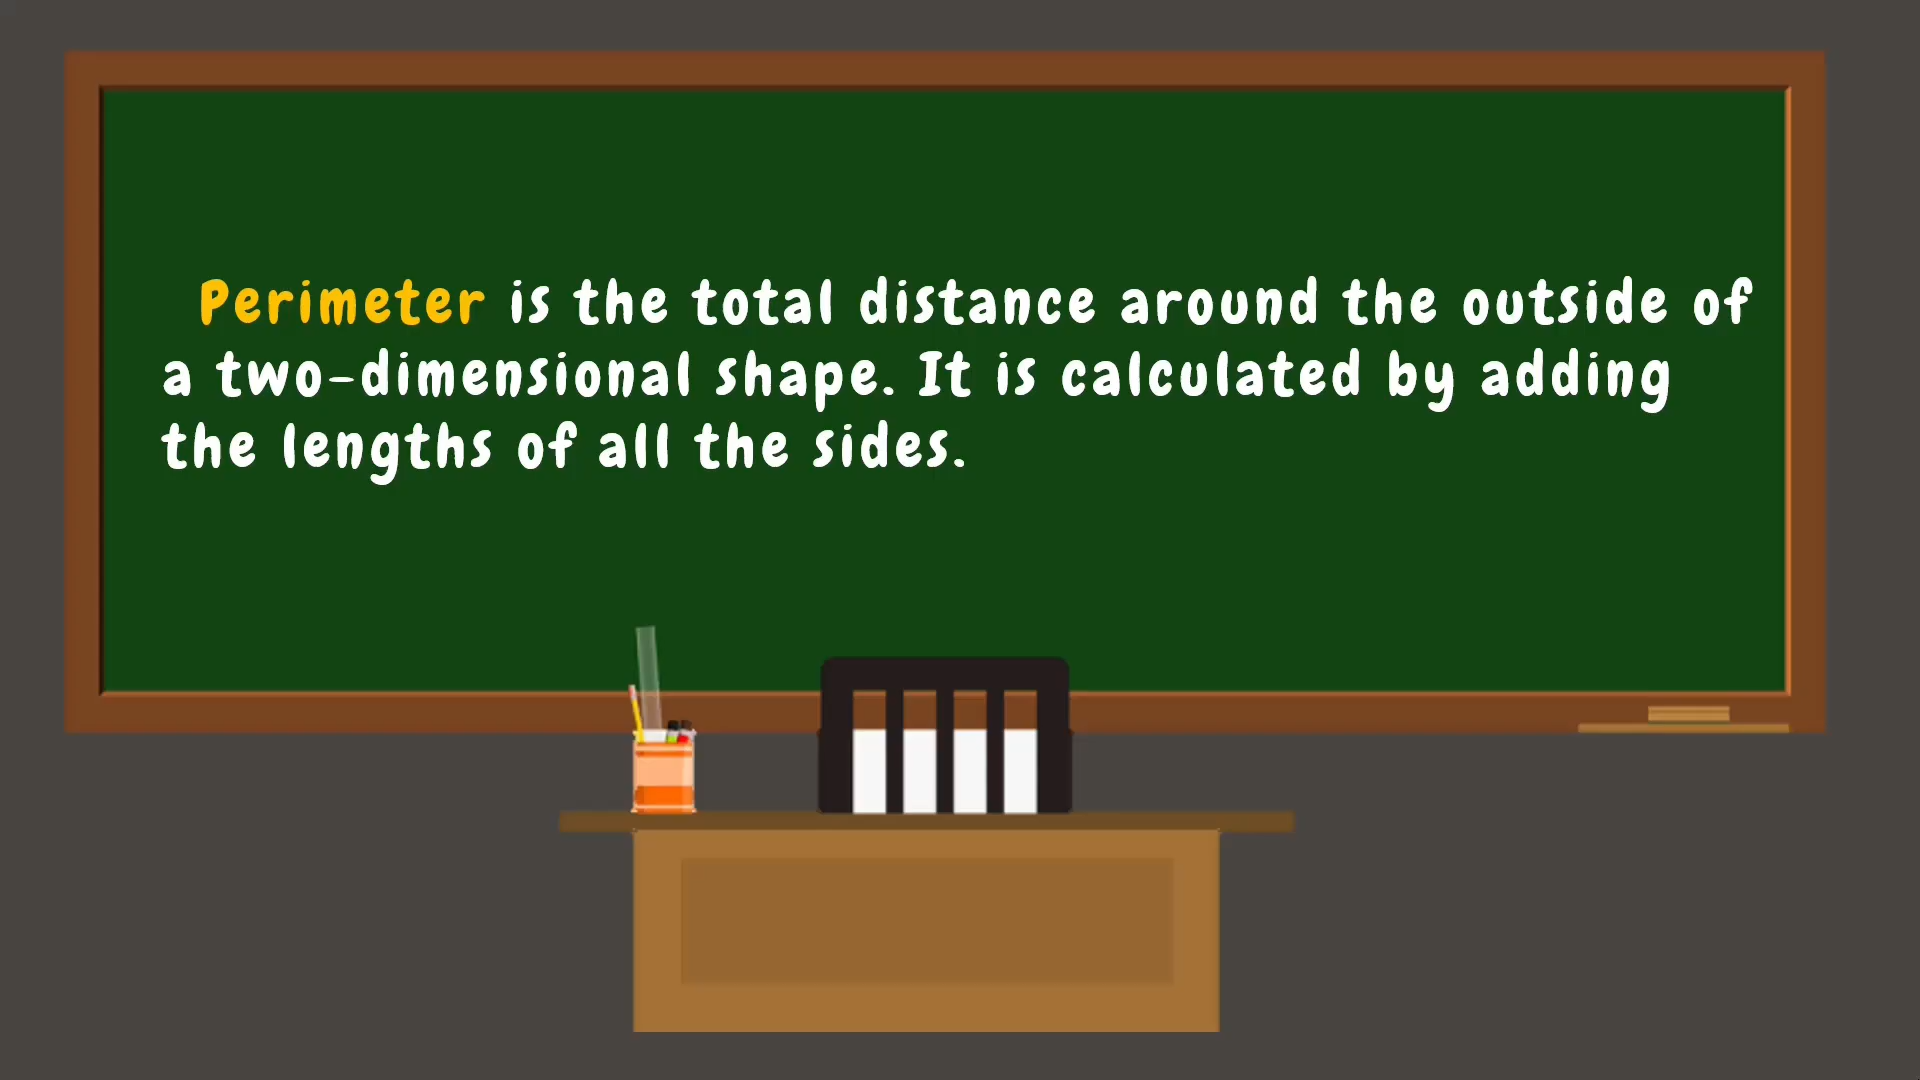 Perimeter is the total distance around the outside of
a two-dimensional shape. It is calculated by adding
the lengths of all the sides.